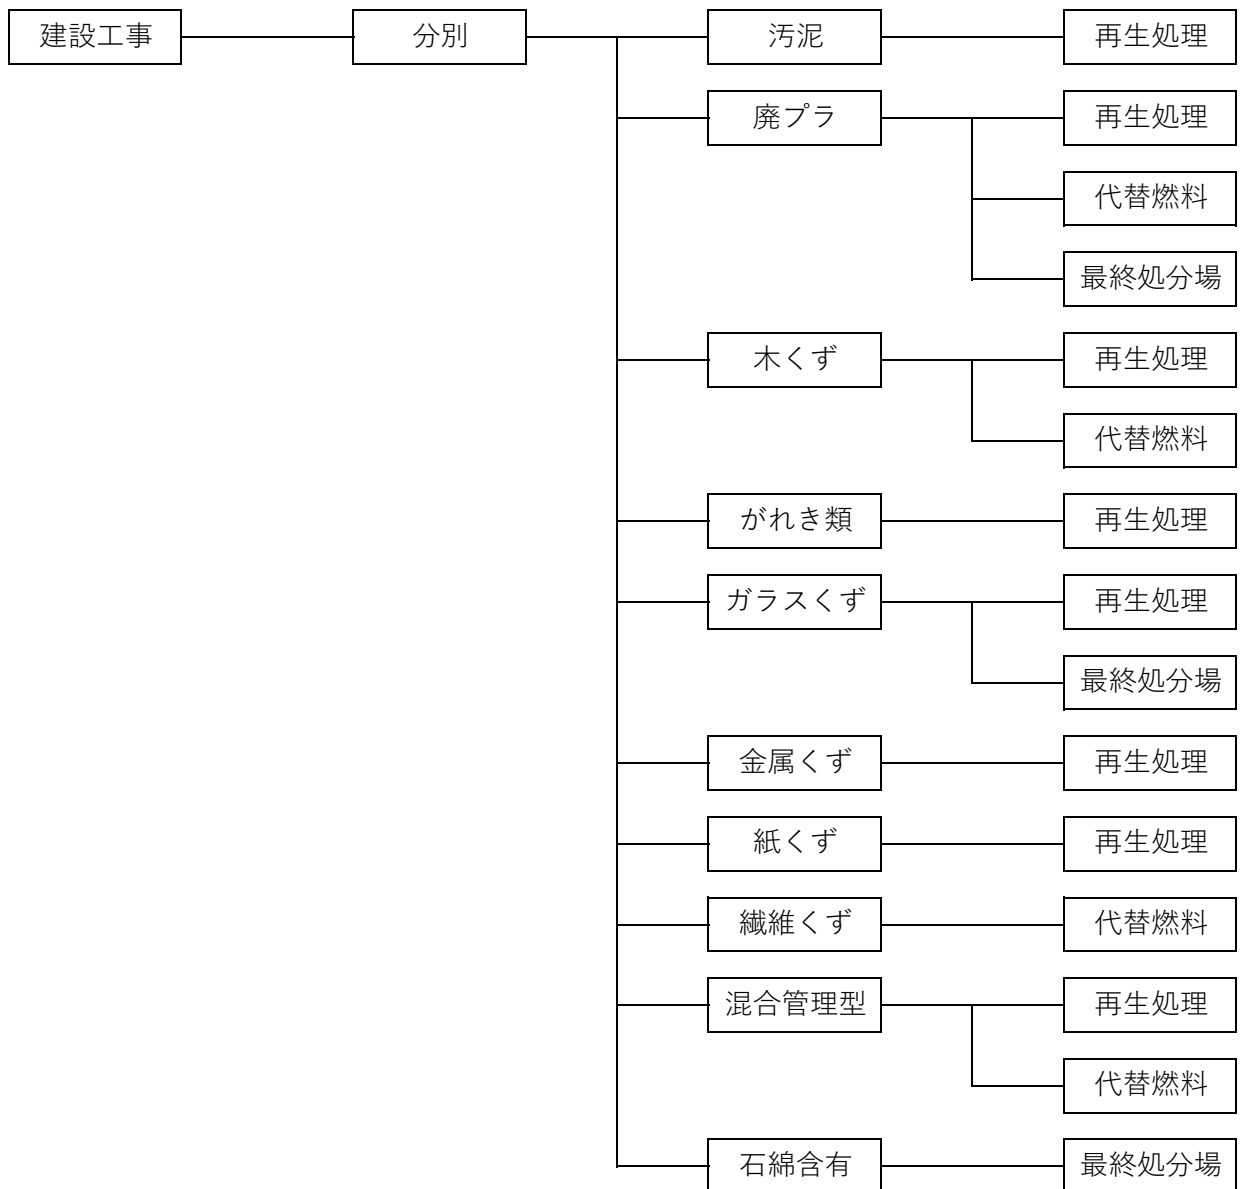 建設工事
分別
汚泥
再生処理
廃プラ
再生処理
代替燃料
最終処分場
木くず
再生処理
代替燃料
がれき類
再生処理
ガラスくず
再生処理
最終処分場
金属くず
再生処理
紙くず
再生処理
繊維くず
代替燃料
混合管理型
再生処理
代替燃料
石綿含有
最終処分場